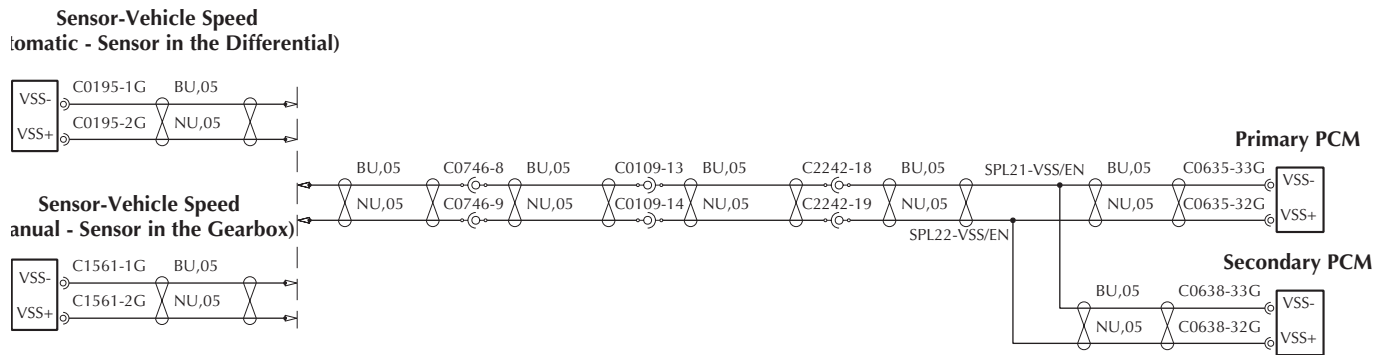 Sensor-Vehicle Speed
tomatic - Sensor in the Differential)
VSS-
C0195-1G
BU,05
VSS+
C0195-2G
NU,05
Primary PCM
BU,05
C0746-8
BU,05
C0109-13
BU,05
C2242-18
BU,05
SPL21-VSS/EN
BU,05
C0635-33G
VSS-
NU,05
C0746-9
NU,05
C0109-14
NU,05
C2242-19
NU,05
SPL22-VSS/EN
NU,05
C0635-32G
VSS+
Sensor-Vehicle Speed
anual - Sensor in the Gearbox)
VSS-
C1561-1G
BU,05
VSS+
C1561-2G
NU,05
Secondary PCM
BU,05
C0638-33G
VSS-
NU,05
C0638-32G
VSS+